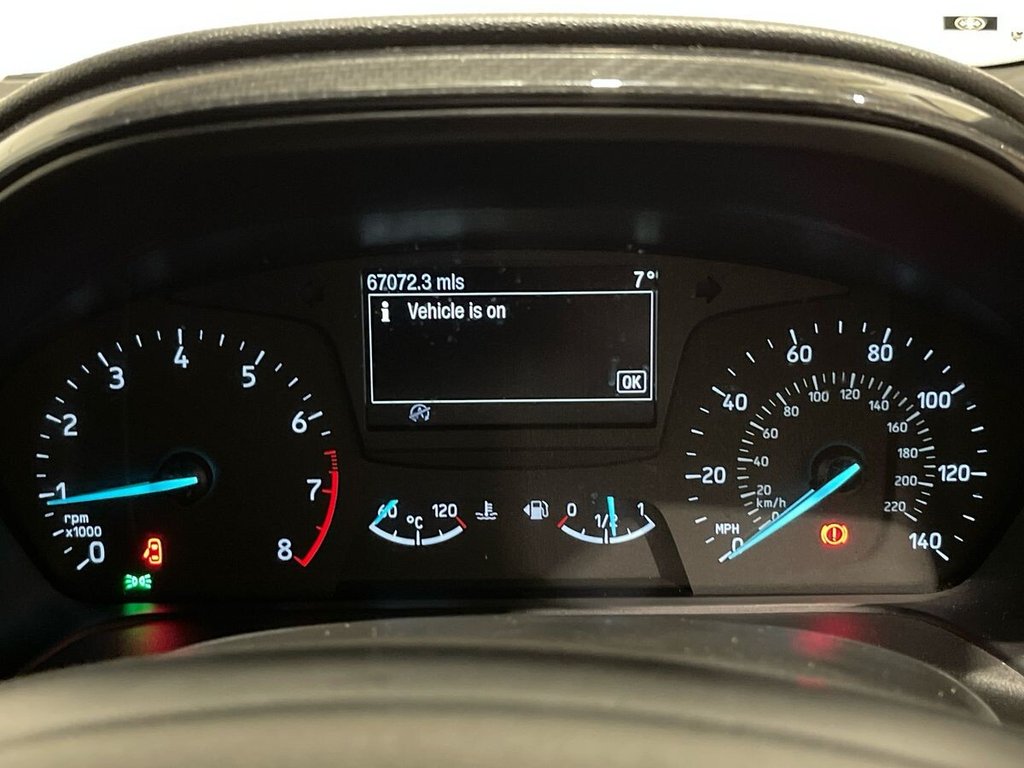 67072.3 mls 7°
i Vehicle is on
OK
0 1 2 3 4 5 6 7 8
rpm
x1000
60 °C 120
0 1/2 1
0 20 40 60 80 100 120 140
MPH
0 20 40 60 80 100 120 140 160 180 200 220
km/h